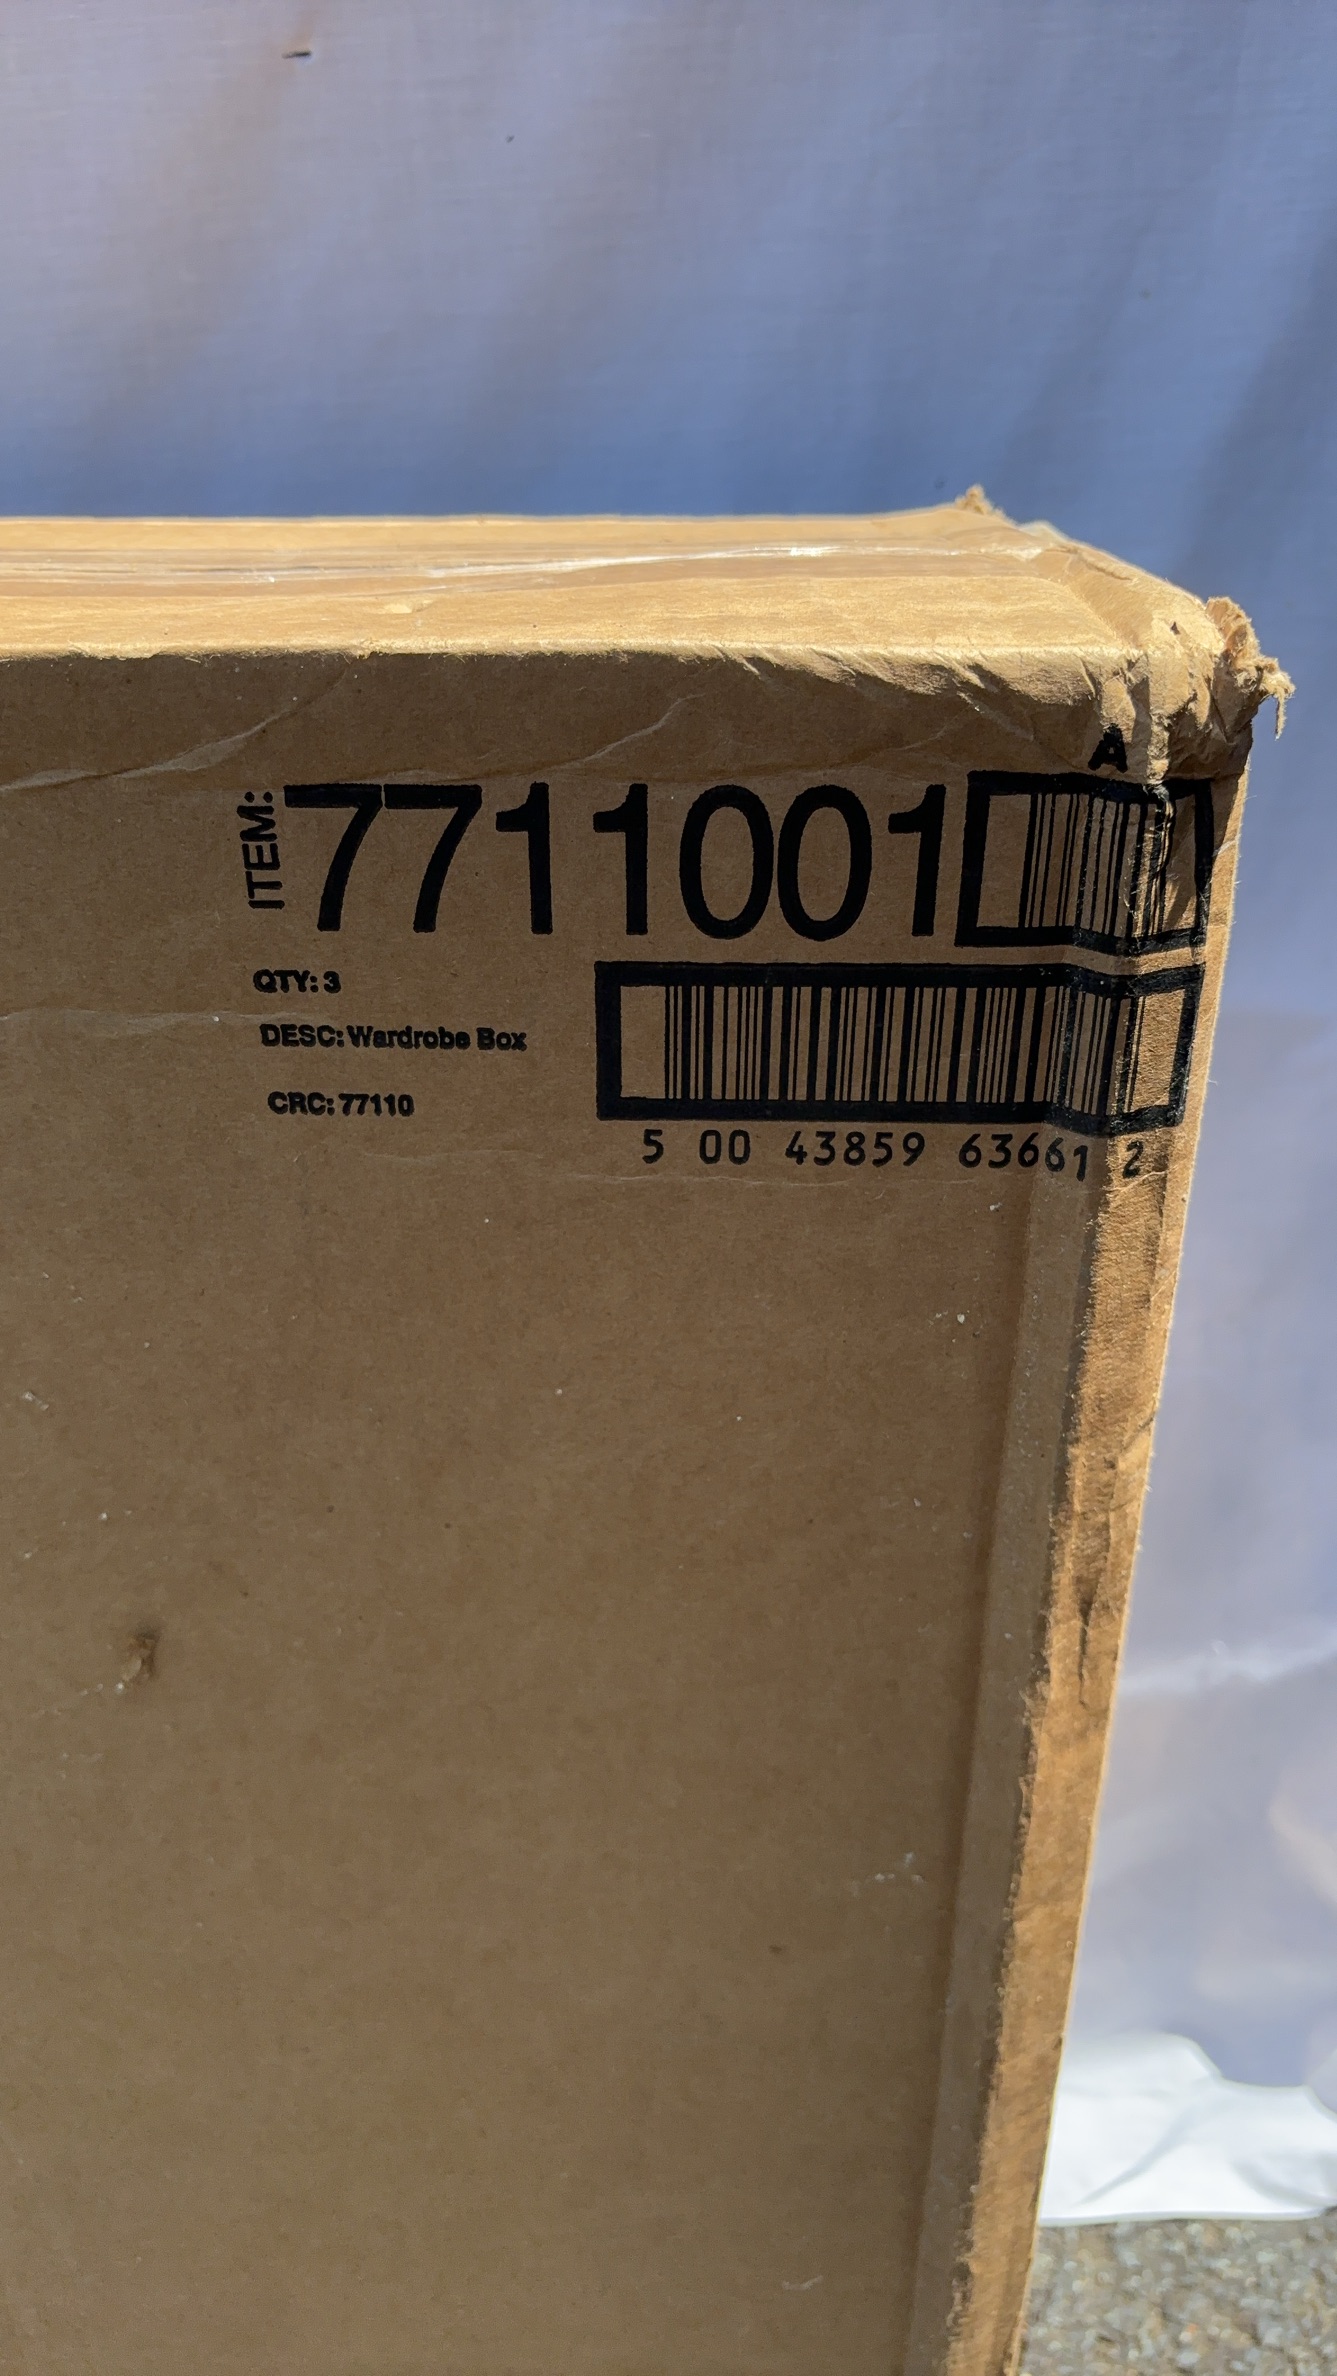 A
ITEM: 7711001
QTY: 3
DESC: Wardrobe Box
CRC: 77110
5 00 43859 63661 2